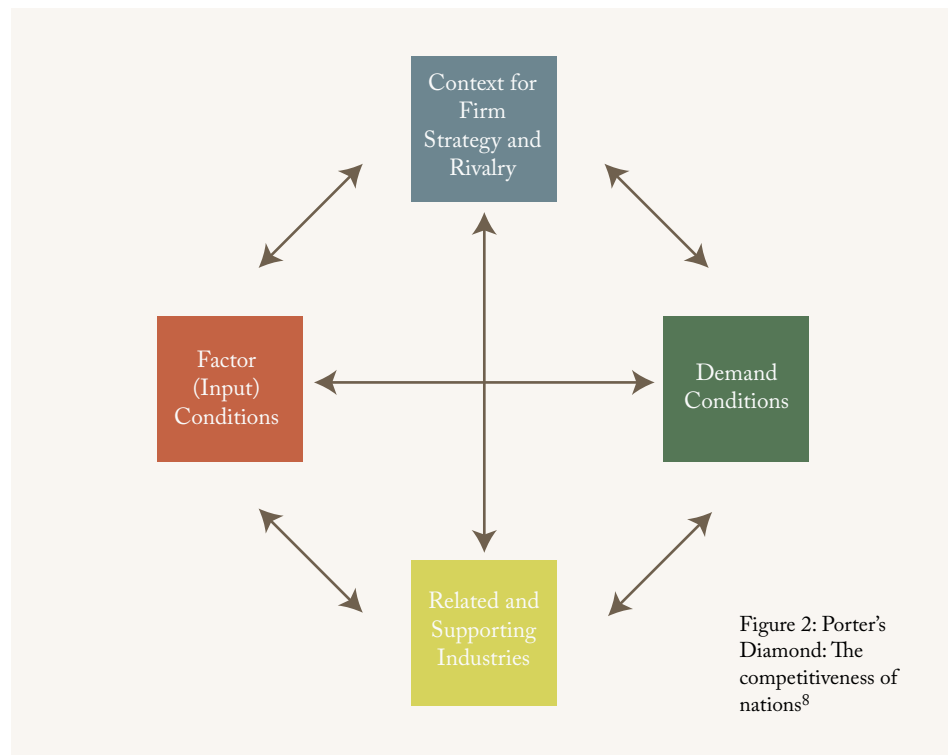 Context for
Firm
Strategy and
Rivalry
Factor
(Input)
Conditions
Demand
Conditions
Related and
Supporting
Industries
Figure 2: Porter’s
Diamond: The
competitiveness of
nations⁸